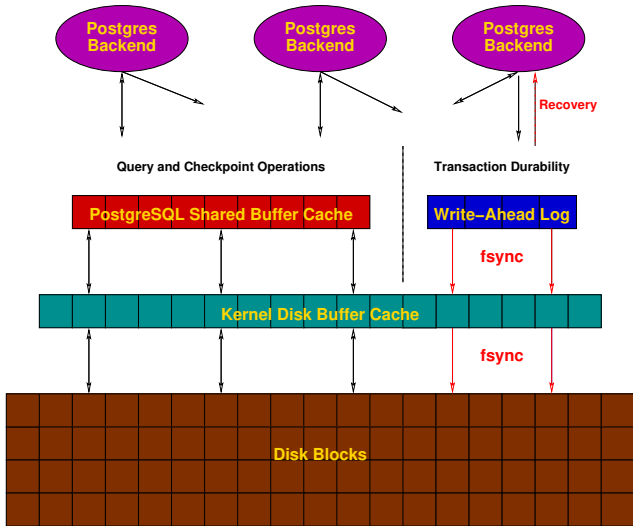 Postgres
Backend
Postgres
Backend
Postgres
Backend
Recovery
Query and Checkpoint Operations
Transaction Durability
PostgreSQL Shared Buffer Cache
Write−Ahead Log
fsync
Kernel Disk Buffer Cache
fsync
Disk Blocks